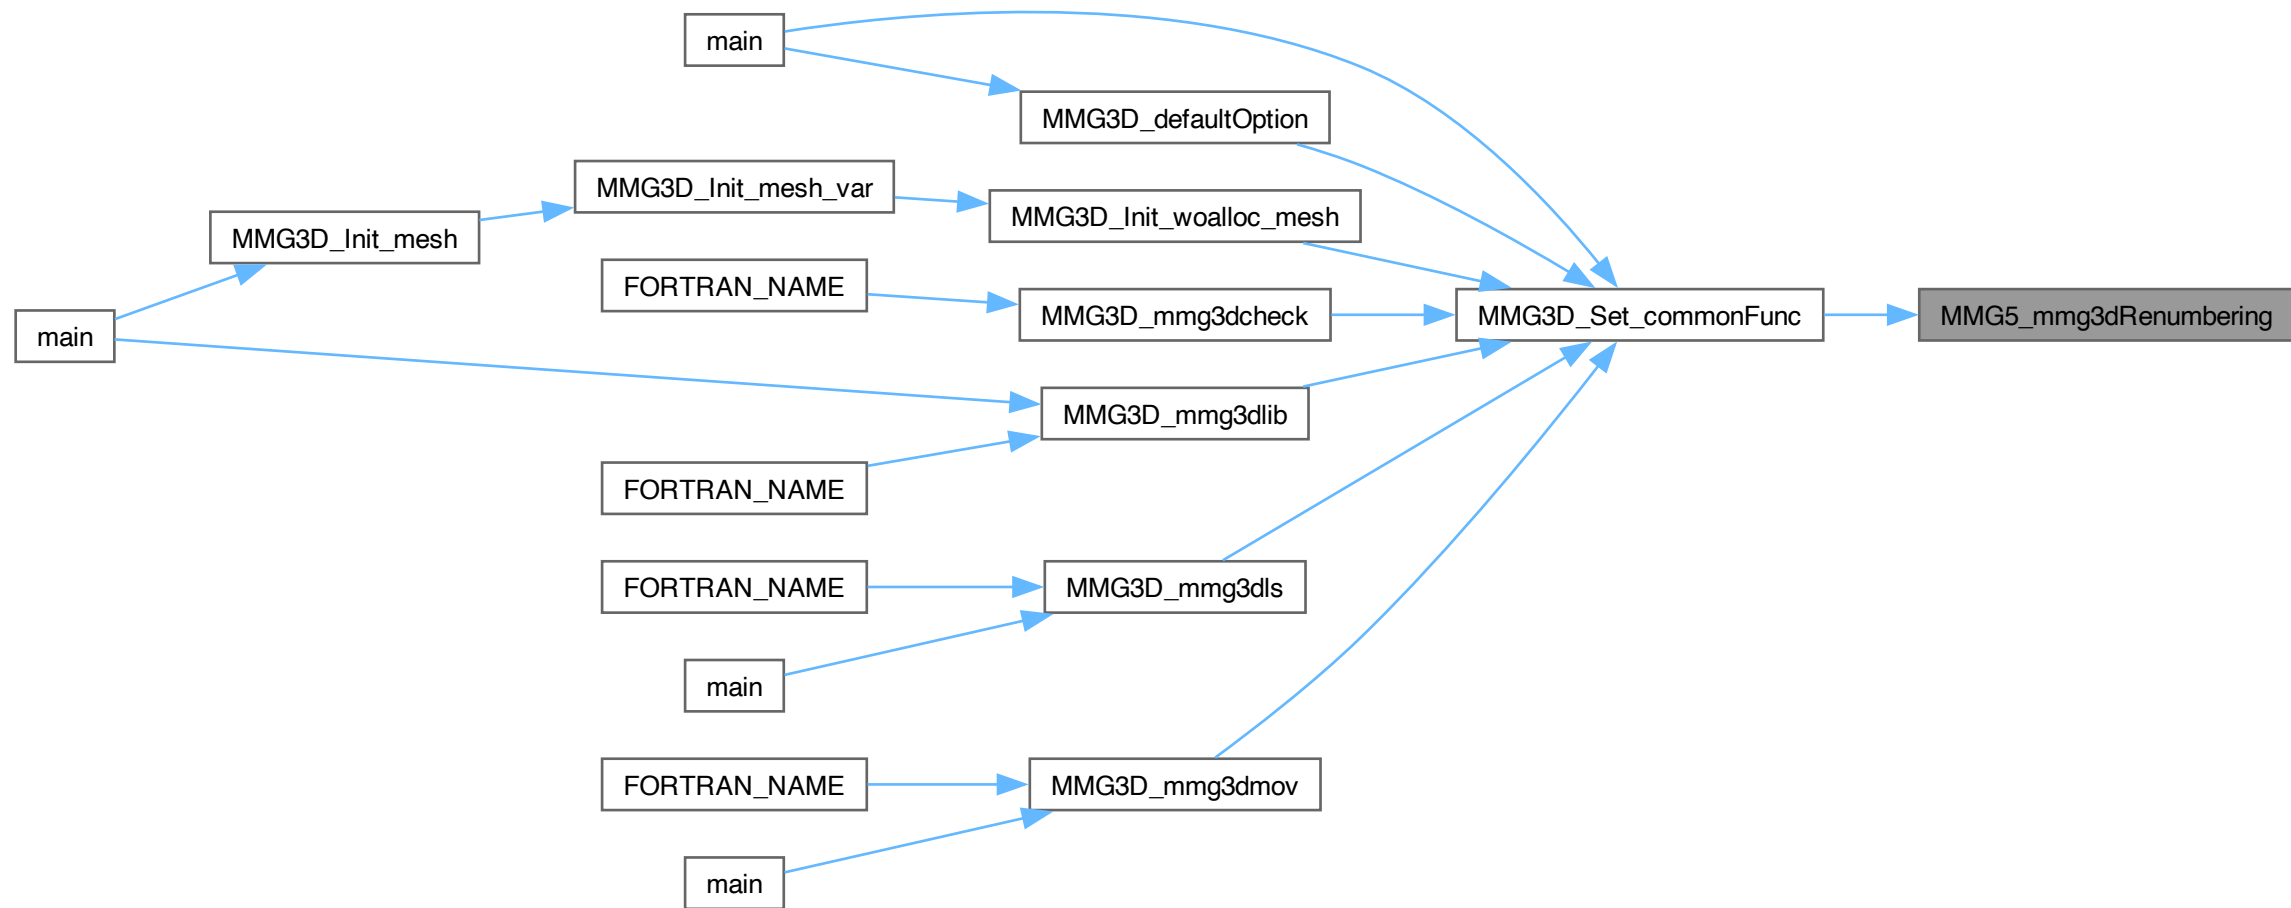 main
MMG3D_defaultOption
MMG3D_Init_mesh_var
MMG3D_Init_woalloc_mesh
MMG3D_Init_mesh
FORTRAN_NAME
MMG3D_mmg3dcheck
MMG3D_Set_commonFunc
MMG5_mmg3dRenumbering
main
MMG3D_mmg3dlib
FORTRAN_NAME
FORTRAN_NAME
MMG3D_mmg3dls
main
FORTRAN_NAME
MMG3D_mmg3dmov
main